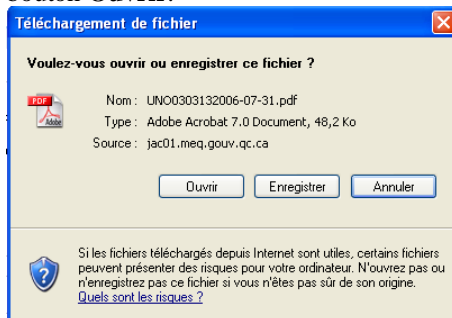 Téléchargement de fichier
Voulez-vous ouvrir ou enregistrer ce fichier ?
PDF
Adobe
Nom : UNO0303132006-07-31.pdf
Type : Adobe Acrobat 7.0 Document, 48,2 Ko
Source : jac01.meq.gouv.qc.ca
Ouvrir Enregistrer Annuler
Si les fichiers téléchargés depuis Internet sont utiles, certains fichiers
peuvent présenter des risques pour votre ordinateur. N'ouvrez pas ou
n'enregistrez pas ce fichier si vous n'êtes pas sûr de son origine.
Quels sont les risques ?